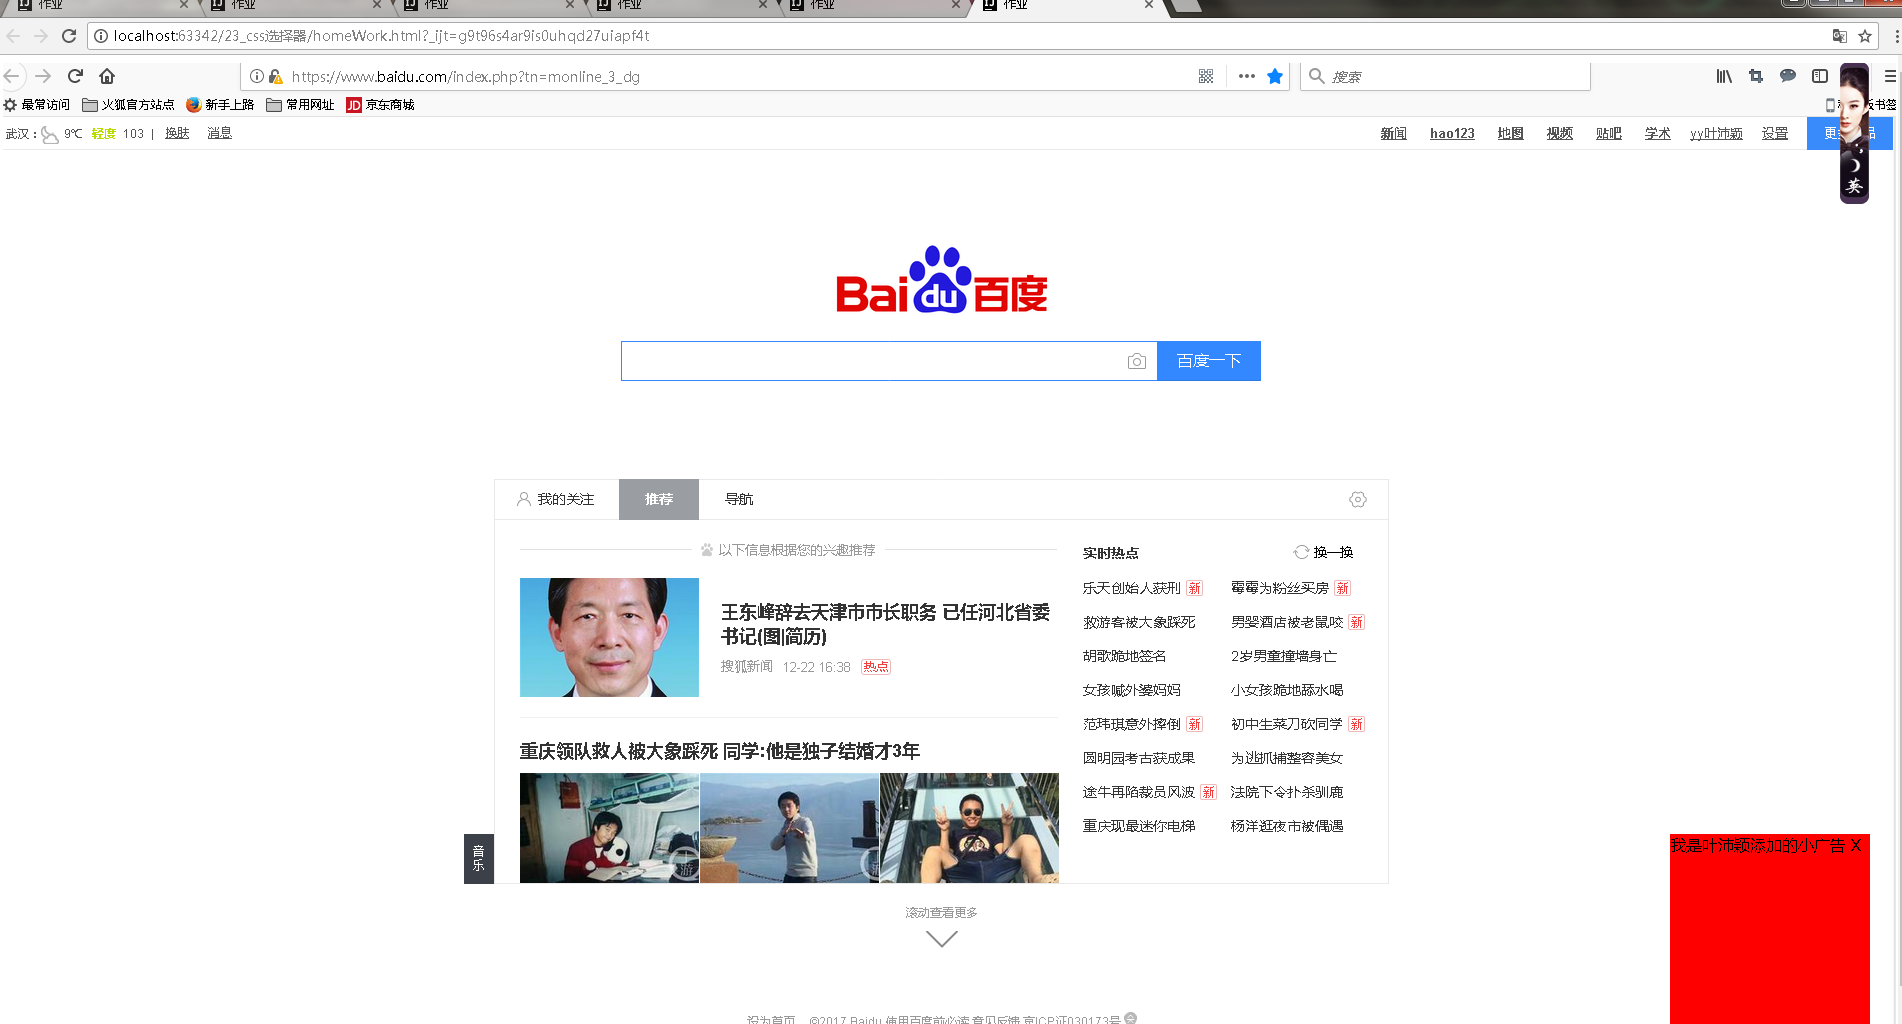 作业 作业 作业 作业 作业 作业
localhost:63342/23_css选择器/homeWork.html?_ijt=g9t96s4ar9is0uhqd27uiapf4t
https://www.baidu.com/index.php?tn=monline_3_dg
搜索
最常访问 火狐官方站点 新手上路 常用网址 JD 京东商城
书签
武汉: 9℃ 轻度 103 | 换肤 消息
新闻 hao123 地图 视频 贴吧 学术 yy叶沛颖 设置 更
英
Bai du 百度
百度一下
我的关注 推荐 导航
以下信息根据您的兴趣推荐
王东峰辞去天津市市长职务 已任河北省委
书记(图|简历)
搜狐新闻 12-22 16:38 热点
重庆领队救人被大象踩死 同学:他是独子结婚才3年
游
游
音
乐
实时热点 换一换
乐天创始人获刑 新 霉霉为粉丝买房 新
救游客被大象踩死 男婴酒店被老鼠咬 新
胡歌跪地签名 2岁男童撞墙身亡
女孩喊外婆妈妈 小女孩跪地舔水喝
范玮琪意外摔倒 新 初中生菜刀砍同学 新
圆明园考古获成果 为逃抓捕整容美女
途牛再陷裁员风波 新 法院下令扑杀驯鹿
重庆现最迷你电梯 杨洋逛夜市被偶遇
我是叶沛颖添加的小广告 X
滚动查看更多
设为首页 ©2017 Baidu 使用百度前必读 意见反馈 京ICP证030173号